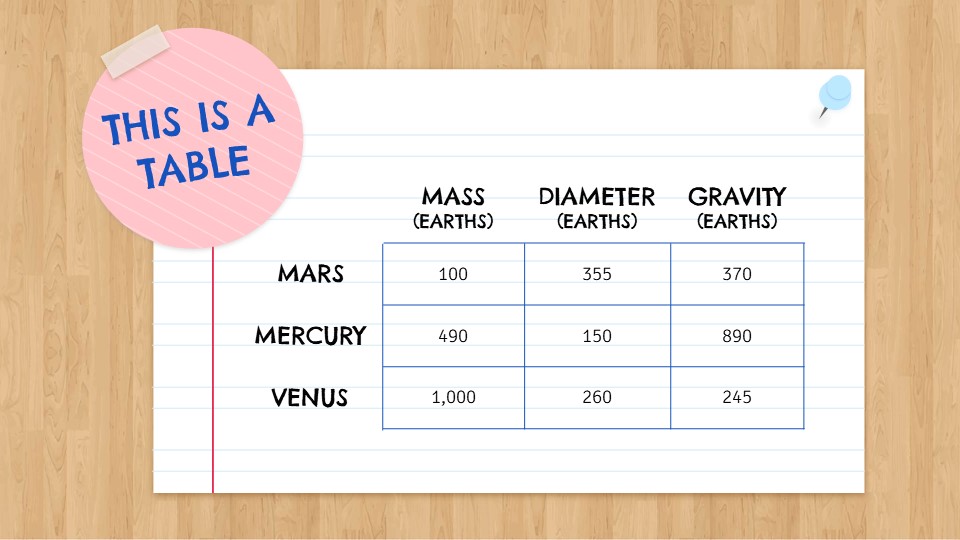 THIS IS A
TABLE
MASS DIAMETER GRAVITY
(EARTHS) (EARTHS) (EARTHS)
MARS 100 355 370
MERCURY 490 150 890
VENUS 1,000 260 245